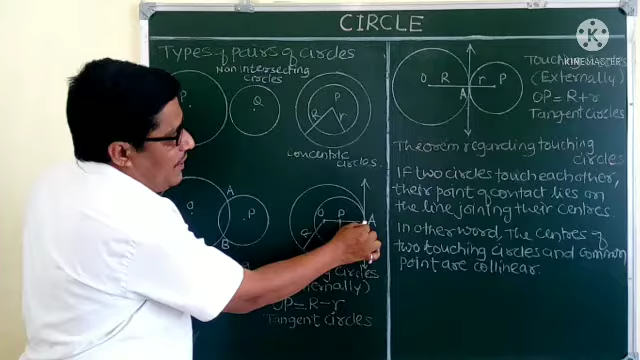 CIRCLE
Types of pairs of circles
Non intersecting
circles
P
Q
P
R
r
concentric circles.
O
A
P
B
O
P
A
circles
OP = R - r
Tangent circles
KINEMASTER
O
R
A
r
P
Touching
(Externally)
OP = R + r
Tangent circles
Theorem regarding touching
circles
If two circles touch each other,
their point of contact lies on
the line joining their centres.
In other word, The centres of
two touching circles and common
point are collinear.